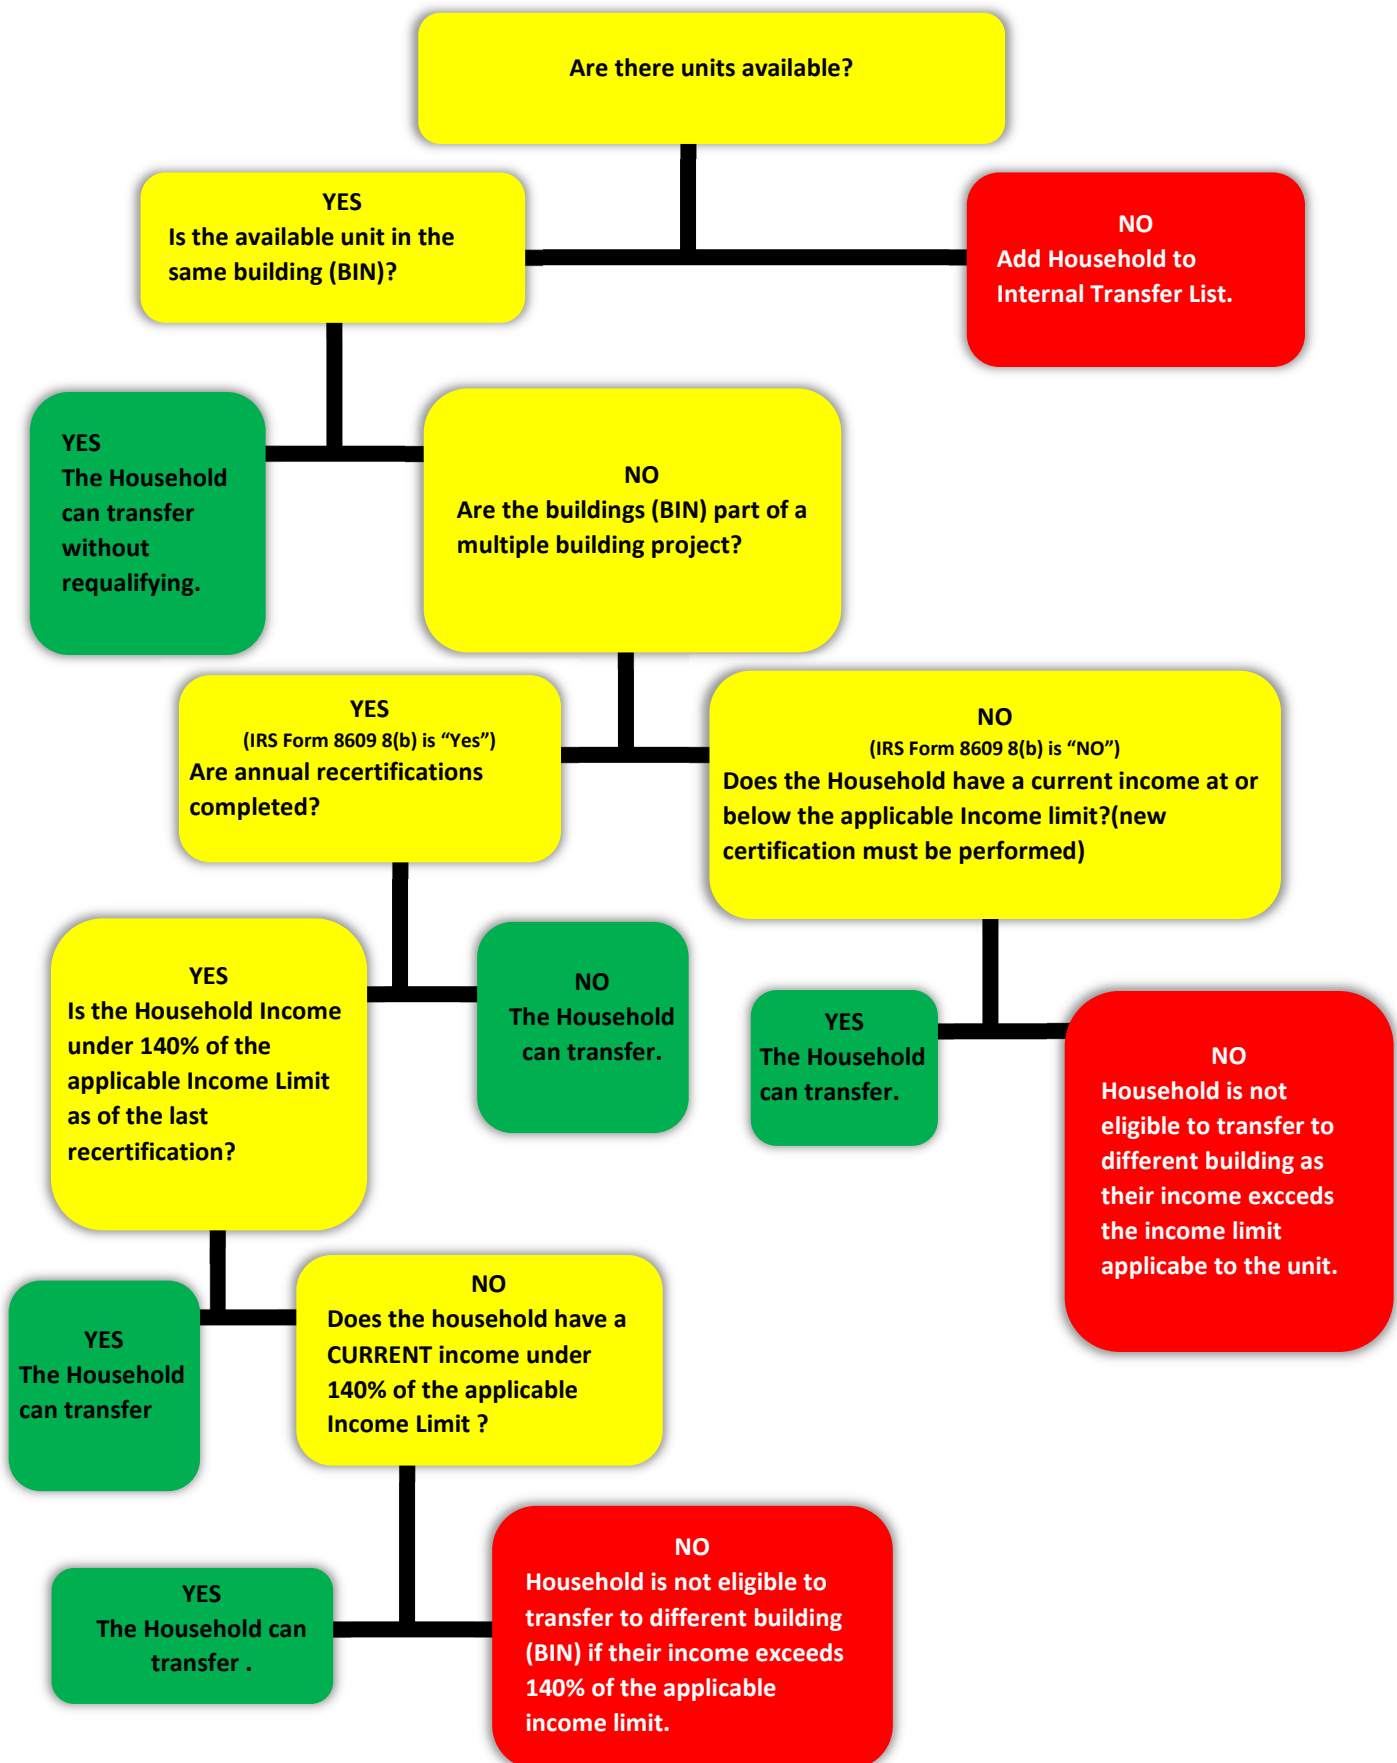 Are there units available?
YES
Is the available unit in the
same building (BIN)?
NO
Add Household to
Internal Transfer List.
YES
The Household
can transfer
without
requalifying.
NO
Are the buildings (BIN) part of a
multiple building project?
YES
(IRS Form 8609 8(b) is “Yes”)
Are annual recertifications
completed?
NO
(IRS Form 8609 8(b) is “NO”)
Does the Household have a current income at or
below the applicable Income limit?(new
certification must be performed)
YES
Is the Household Income
under 140% of the
applicable Income Limit
as of the last
recertification?
NO
The Household
can transfer.
YES
The Household
can transfer.
NO
Household is not
eligible to transfer to
different building as
their income excceds
the income limit
applicabe to the unit.
YES
The Household
can transfer
NO
Does the household have a
CURRENT income under
140% of the applicable
Income Limit ?
YES
The Household can
transfer .
NO
Household is not eligible to
transfer to different building
(BIN) if their income exceeds
140% of the applicable
income limit.